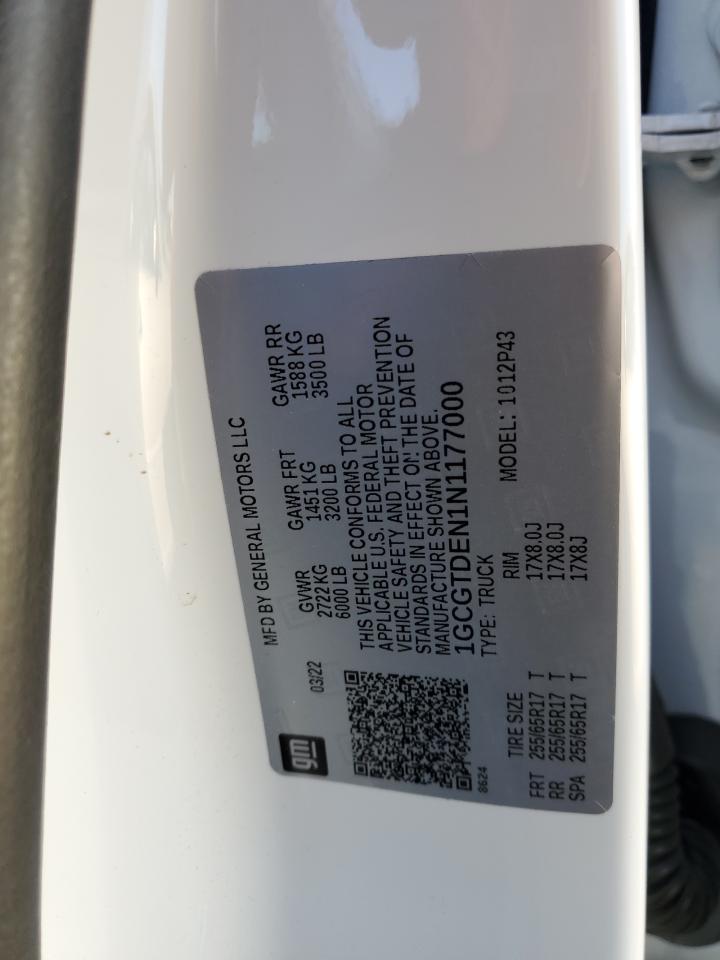 gm
MFD BY GENERAL MOTORS LLC
03/22
GVWR GAWR FRT GAWR RR
2722 KG 1451 KG 1588 KG
6000 LB 3200 LB 3500 LB
THIS VEHICLE CONFORMS TO ALL
APPLICABLE U.S. FEDERAL MOTOR
VEHICLE SAFETY AND THEFT PREVENTION
STANDARDS IN EFFECT ON THE DATE OF
MANUFACTURE SHOWN ABOVE.
1GCGTDEN1N1177000
8624
TYPE: TRUCK MODEL: 1012P43
TIRE SIZE RIM
FRT 255/65R17 T 17X8.0J
RR 255/65R17 T 17X8.0J
SPA 255/65R17 T 17X8J